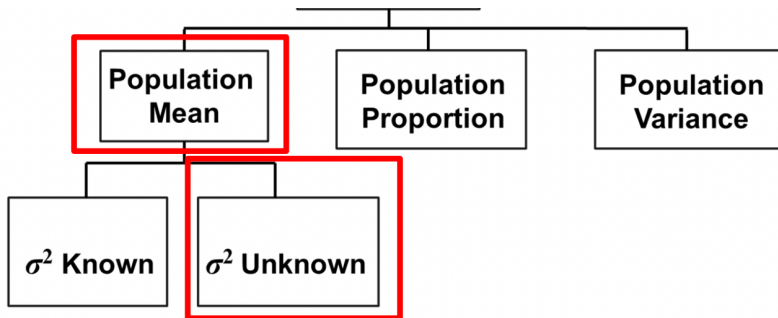 Population
Mean
Population
Proportion
Population
Variance
σ² Known
σ² Unknown